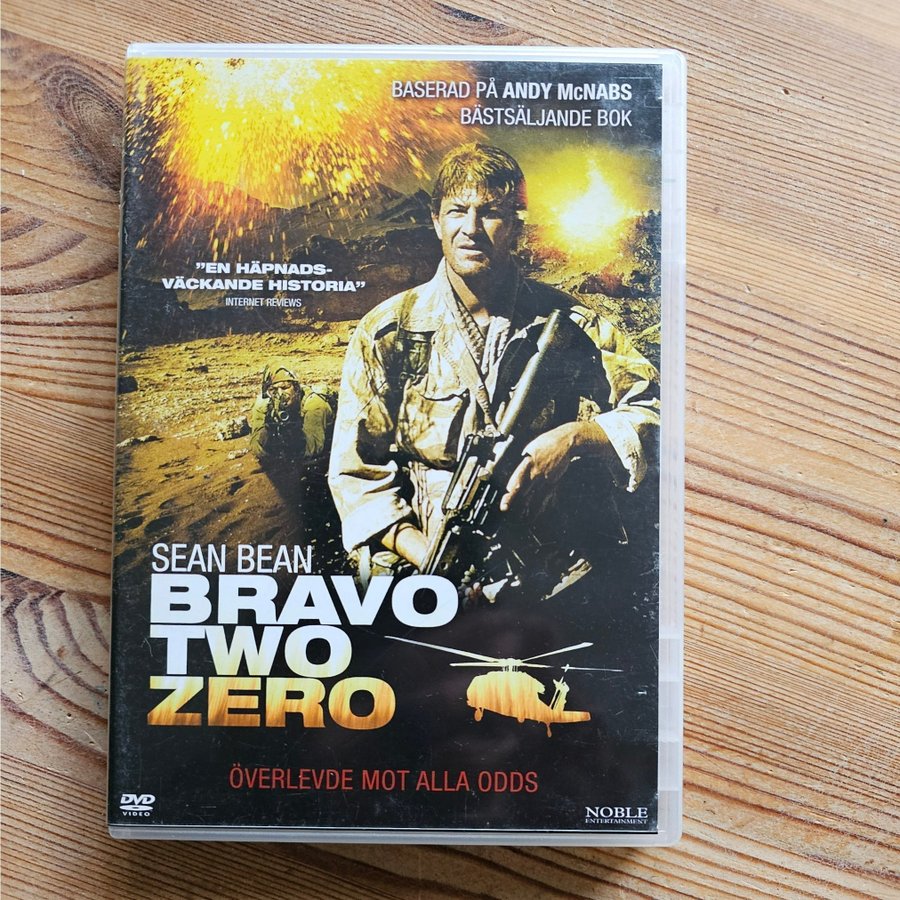 BASERAD PÅ ANDY McNABS
BÄSTSÄLJANDE BOK
”EN HÄPNADS-
VÄCKANDE HISTORIA”
INTERNET REVIEWS
SEAN BEAN
BRAVO
TWO
ZERO
ÖVERLEVDE MOT ALLA ODDS
DVD
VIDEO
NOBLE
ENTERTAINMENT